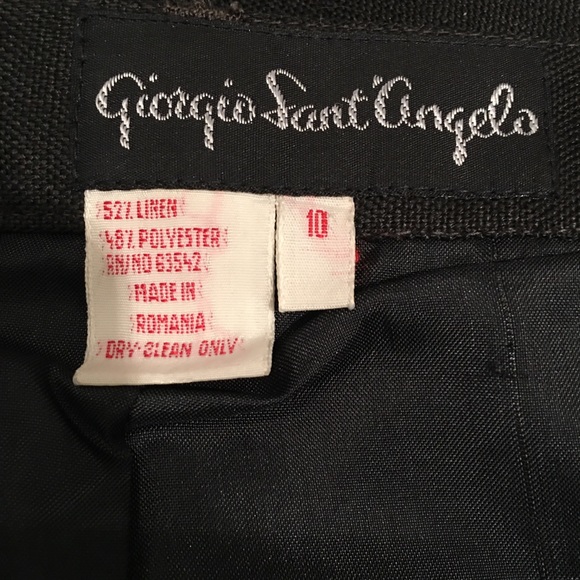 Giorgio Sant'Angelo
52% LINEN
48% POLYESTER
RN/NO 63542
MADE IN
ROMANIA
DRY CLEAN ONLY
10